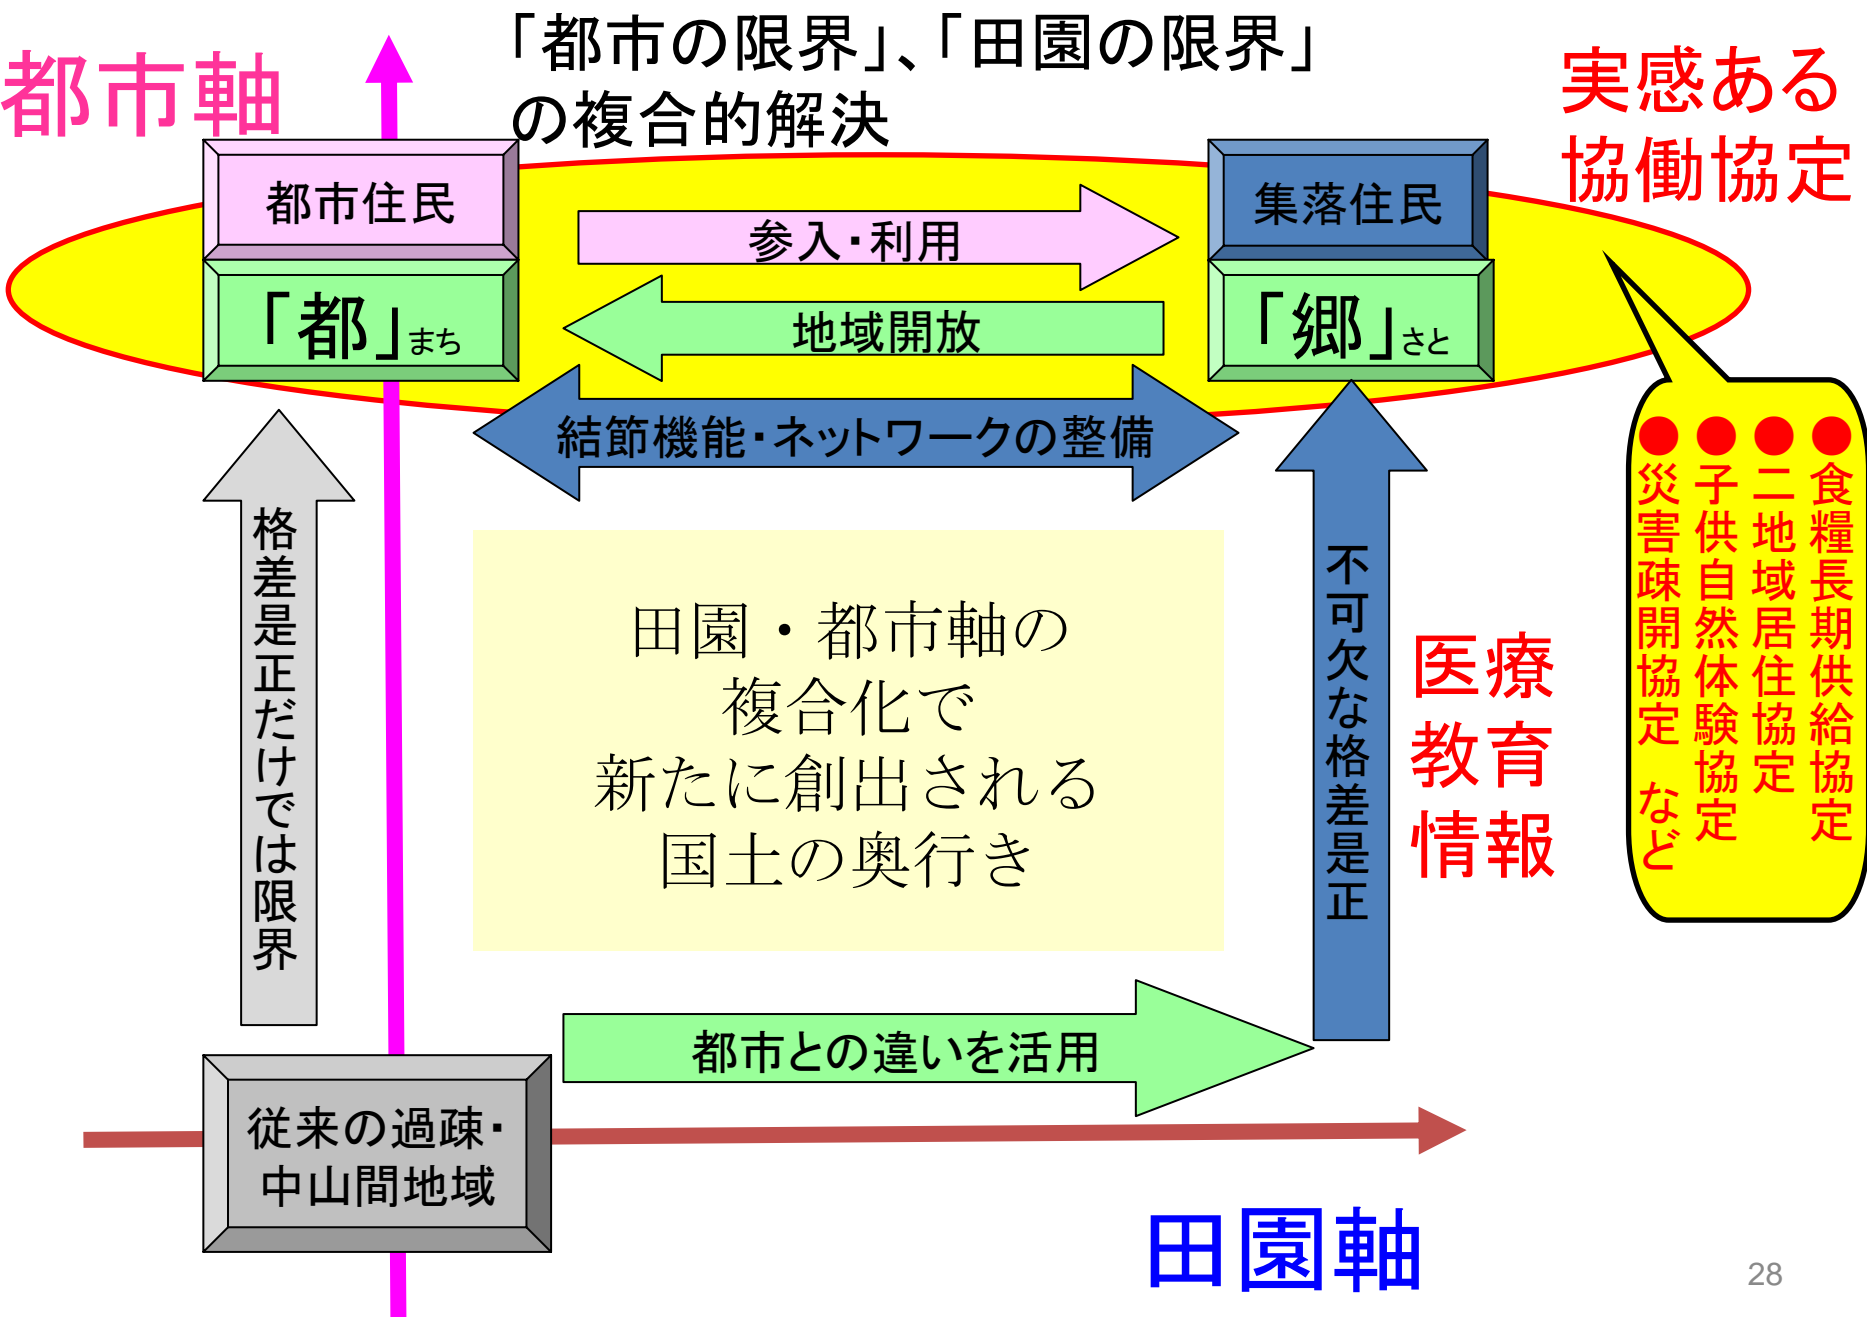 「都市の限界」、「田園の限界」
の複合的解決
都市軸
実感ある
協働協定
都市住民
「都」まち
集落住民
「郷」さと
参入・利用
地域開放
結節機能・ネットワークの整備
格差是正だけでは限界
田園・都市軸の
複合化で
新たに創出される
国土の奥行き
不可欠な格差是正
医療
教育
情報
●食糧長期供給協定
●二地域居住協定
●子供自然体験協定
●災害疎開協定 など
都市との違いを活用
従来の過疎・
中山間地域
田園軸
28